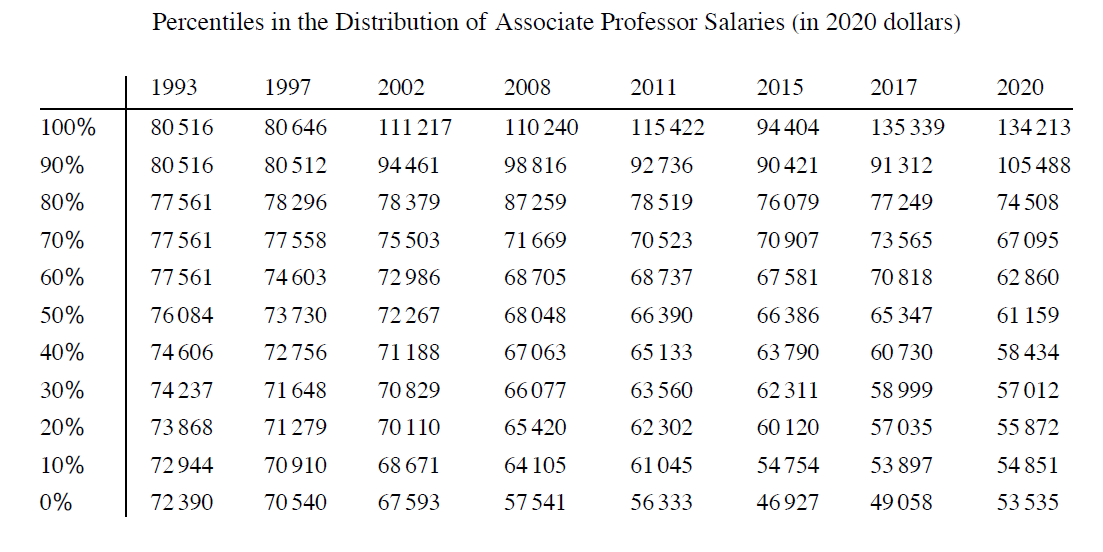 Percentiles in the Distribution of Associate Professor Salaries (in 2020 dollars)
1993 1997 2002 2008 2011 2015 2017 2020
100% 80 516 80 646 111 217 110 240 115 422 94 404 135 339 134 213
90% 80 516 80 512 94 461 98 816 92 736 90 421 91 312 105 488
80% 77 561 78 296 78 379 87 259 78 519 76 079 77 249 74 508
70% 77 561 77 558 75 503 71 669 70 523 70 907 73 565 67 095
60% 77 561 74 603 72 986 68 705 68 737 67 581 70 818 62 860
50% 76 084 73 730 72 267 68 048 66 390 66 386 65 347 61 159
40% 74 606 72 756 71 188 67 063 65 133 63 790 60 730 58 434
30% 74 237 71 648 70 829 66 077 63 560 62 311 58 999 57 012
20% 73 868 71 279 70 110 65 420 62 302 60 120 57 035 55 872
10% 72 944 70 910 68 671 64 105 61 045 54 754 53 897 54 851
0% 72 390 70 540 67 593 57 541 56 333 46 927 49 058 53 535